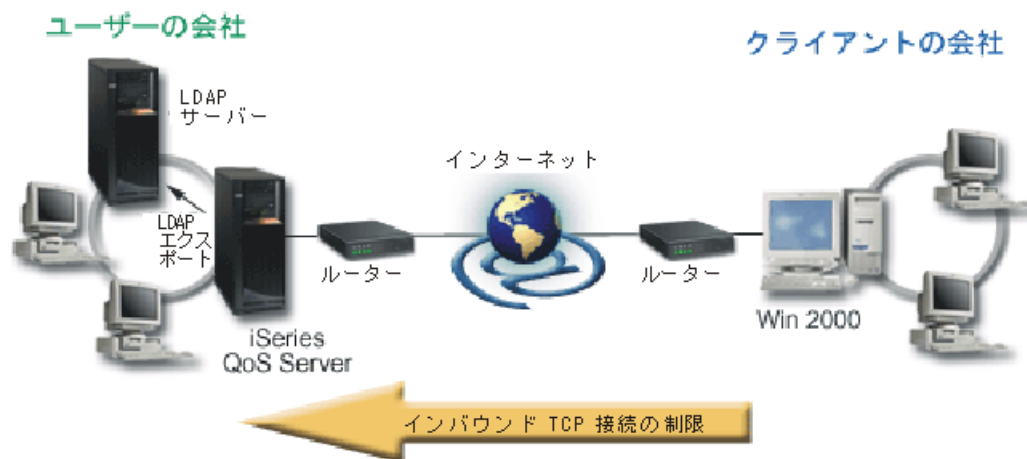 ユーザーの会社
クライアントの会社
LDAP
サーバー
インターネット
LDAP
エクス
ポート
ルーター
ルーター
iSeries
QoS Server
Win 2000
インバウンド TCP 接続の制限